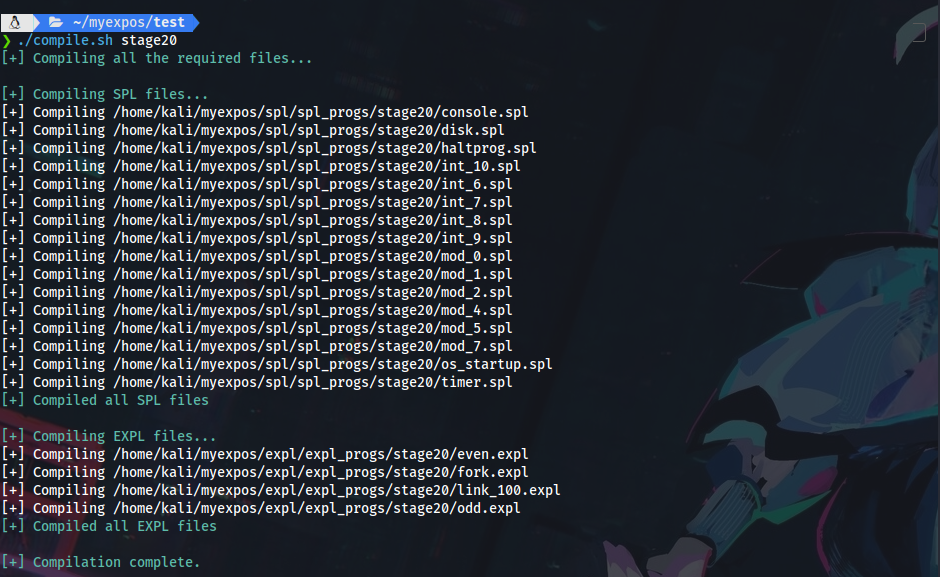 ~/myexpos/test
❯ ./compile.sh stage20
[+] Compiling all the required files...
[+] Compiling SPL files...
[+] Compiling /home/kali/myexpos/spl/spl_progs/stage20/console.spl
[+] Compiling /home/kali/myexpos/spl/spl_progs/stage20/disk.spl
[+] Compiling /home/kali/myexpos/spl/spl_progs/stage20/haltprog.spl
[+] Compiling /home/kali/myexpos/spl/spl_progs/stage20/int_10.spl
[+] Compiling /home/kali/myexpos/spl/spl_progs/stage20/int_6.spl
[+] Compiling /home/kali/myexpos/spl/spl_progs/stage20/int_7.spl
[+] Compiling /home/kali/myexpos/spl/spl_progs/stage20/int_8.spl
[+] Compiling /home/kali/myexpos/spl/spl_progs/stage20/int_9.spl
[+] Compiling /home/kali/myexpos/spl/spl_progs/stage20/mod_0.spl
[+] Compiling /home/kali/myexpos/spl/spl_progs/stage20/mod_1.spl
[+] Compiling /home/kali/myexpos/spl/spl_progs/stage20/mod_2.spl
[+] Compiling /home/kali/myexpos/spl/spl_progs/stage20/mod_4.spl
[+] Compiling /home/kali/myexpos/spl/spl_progs/stage20/mod_5.spl
[+] Compiling /home/kali/myexpos/spl/spl_progs/stage20/mod_7.spl
[+] Compiling /home/kali/myexpos/spl/spl_progs/stage20/os_startup.spl
[+] Compiling /home/kali/myexpos/spl/spl_progs/stage20/timer.spl
[+] Compiled all SPL files
[+] Compiling EXPL files...
[+] Compiling /home/kali/myexpos/expl/expl_progs/stage20/even.expl
[+] Compiling /home/kali/myexpos/expl/expl_progs/stage20/fork.expl
[+] Compiling /home/kali/myexpos/expl/expl_progs/stage20/link_100.expl
[+] Compiling /home/kali/myexpos/expl/expl_progs/stage20/odd.expl
[+] Compiled all EXPL files
[+] Compilation complete.